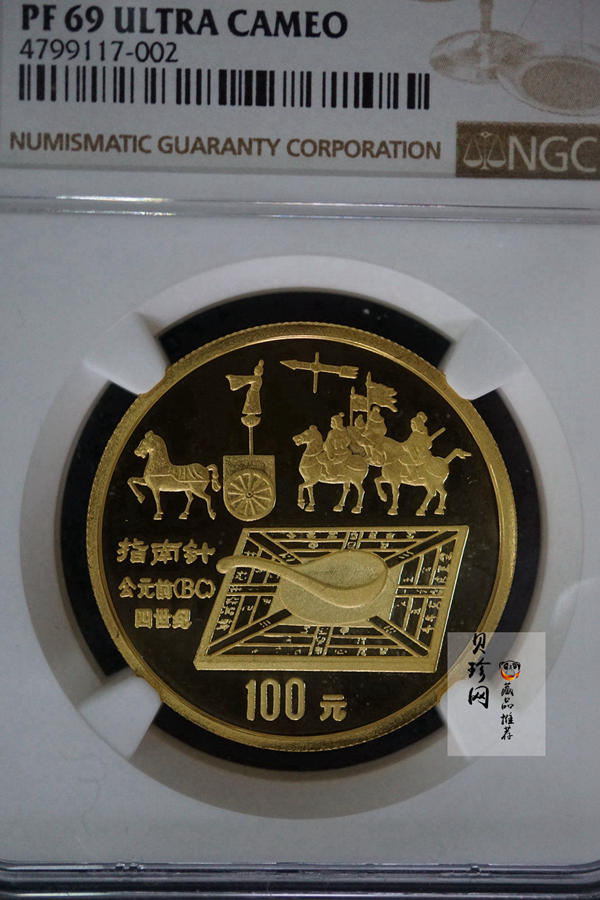 PF 69 ULTRA CAMEO
4799117-002
NUMISMATIC GUARANTY CORPORATION
NGC
指南针
公元前(BC)
四世纪
100 元
贝珍网
藏品推荐